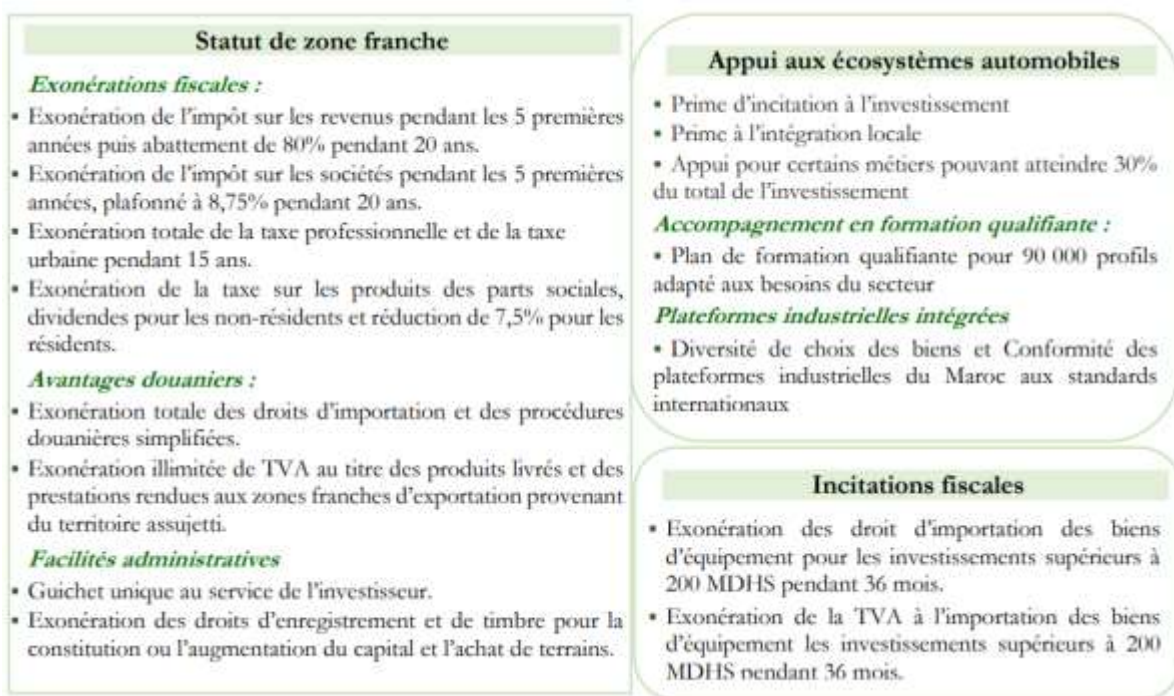 Statut de zone franche
Exonérations fiscales :
▪ Exonération de l'impôt sur les revenus pendant les 5 premières
années puis abattement de 80% pendant 20 ans.
▪ Exonération de l'impôt sur les sociétés pendant les 5 premières
années, plafonné à 8,75% pendant 20 ans.
▪ Exonération totale de la taxe professionnelle et de la taxe
urbaine pendant 15 ans.
▪ Exonération de la taxe sur les produits des parts sociales,
dividendes pour les non-résidents et réduction de 7,5% pour les
résidents.
Avantages douaniers :
▪ Exonération totale des droits d'importation et des procédures
douanières simplifiées.
▪ Exonération illimitée de TVA au titre des produits livrés et des
prestations rendues aux zones franches d'exportation provenant
du territoire assujetti.
Facilités administratives
▪ Guichet unique au service de l'investisseur.
▪ Exonération des droits d'enregistrement et de timbre pour la
constitution ou l'augmentation du capital et l'achat de terrains.
Appui aux écosystèmes automobiles
▪ Prime d'incitation à l'investissement
▪ Prime à l'intégration locale
▪ Appui pour certains métiers pouvant atteindre 30%
du total de l'investissement
Accompagnement en formation qualifiante :
▪ Plan de formation qualifiante pour 90 000 profils
adapté aux besoins du secteur
Plateformes industrielles intégrées
▪ Diversité de choix des biens et Conformité des
plateformes industrielles du Maroc aux standards
internationaux
Incitations fiscales
▪ Exonération des droit d'importation des biens
d'équipement pour les investissements supérieurs à
200 MDHS pendant 36 mois.
▪ Exonération de la TVA à l'importation des biens
d'équipement les investissements supérieurs à 200
MDHS pendant 36 mois.